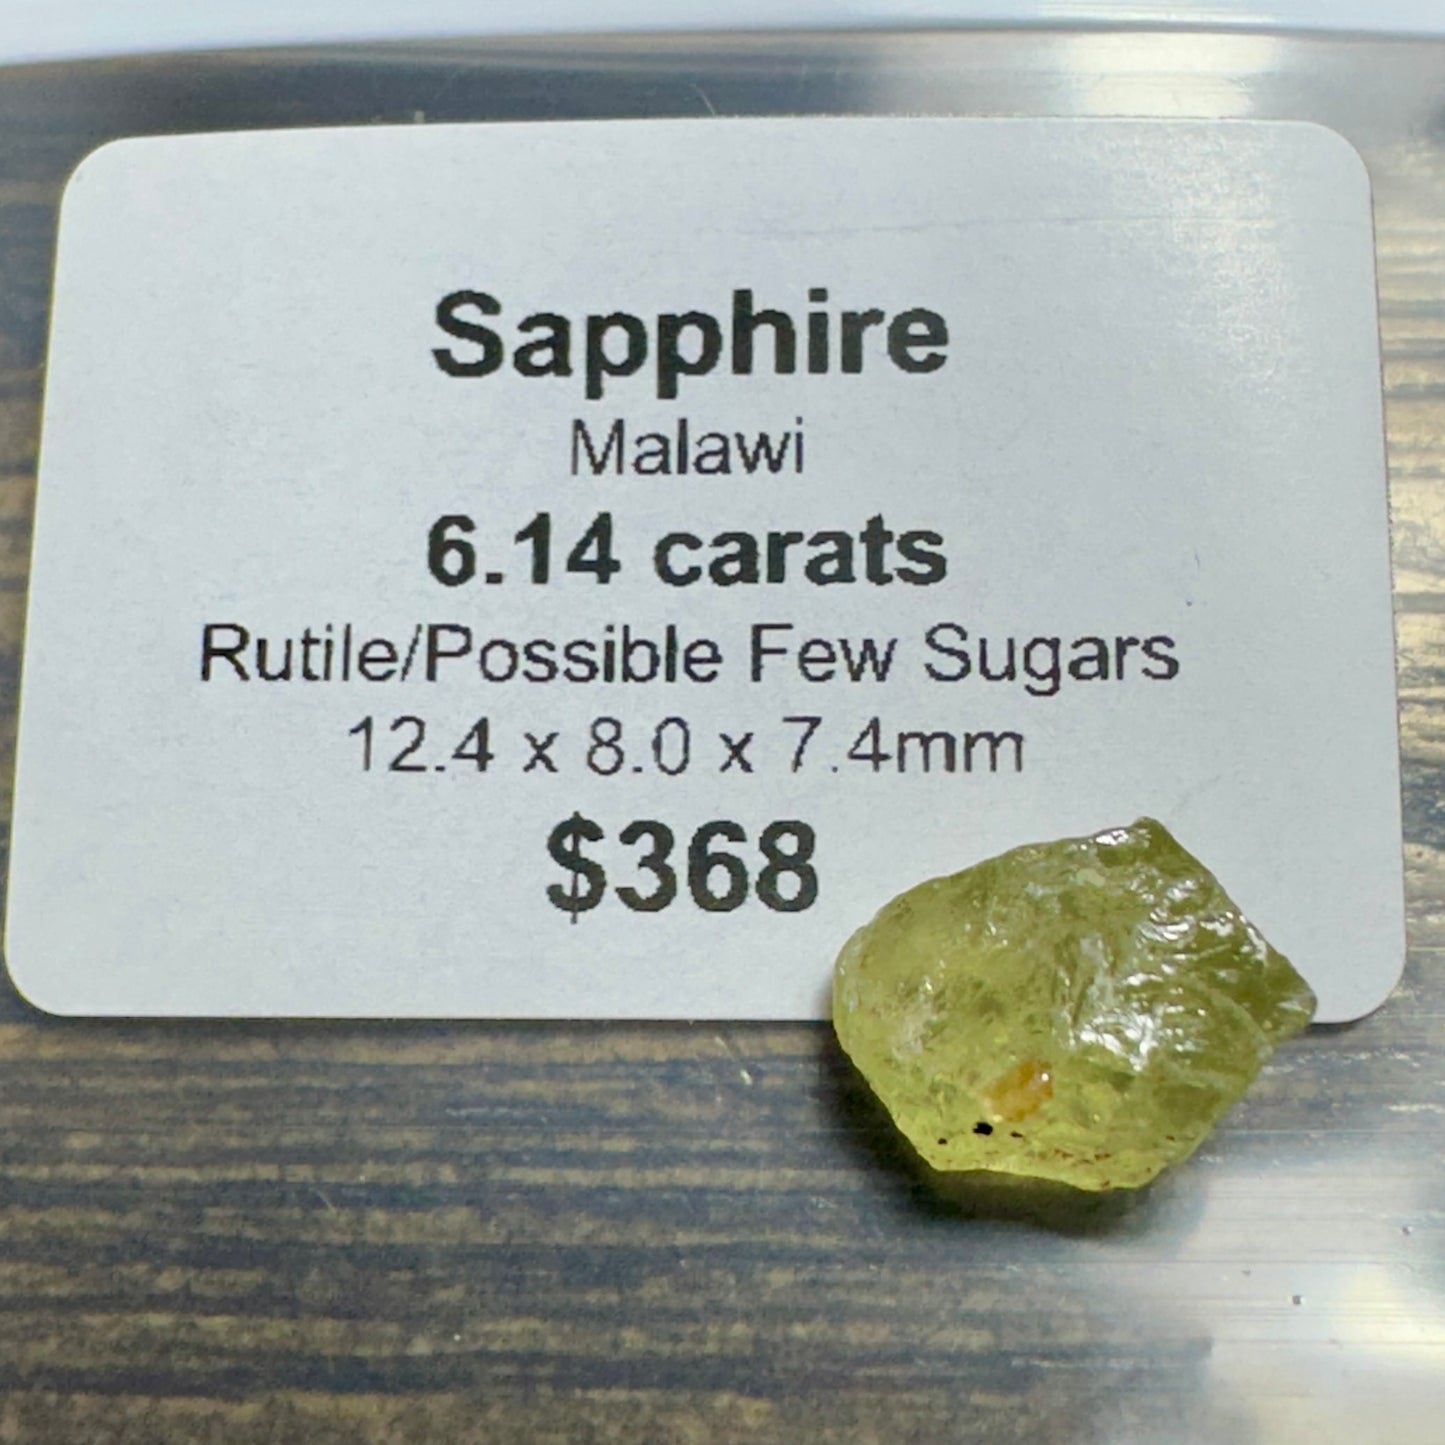 Sapphire
Malawi
6.14 carats
Rutile/Possible Few Sugars
12.4 x 8.0 x 7.4mm
$368